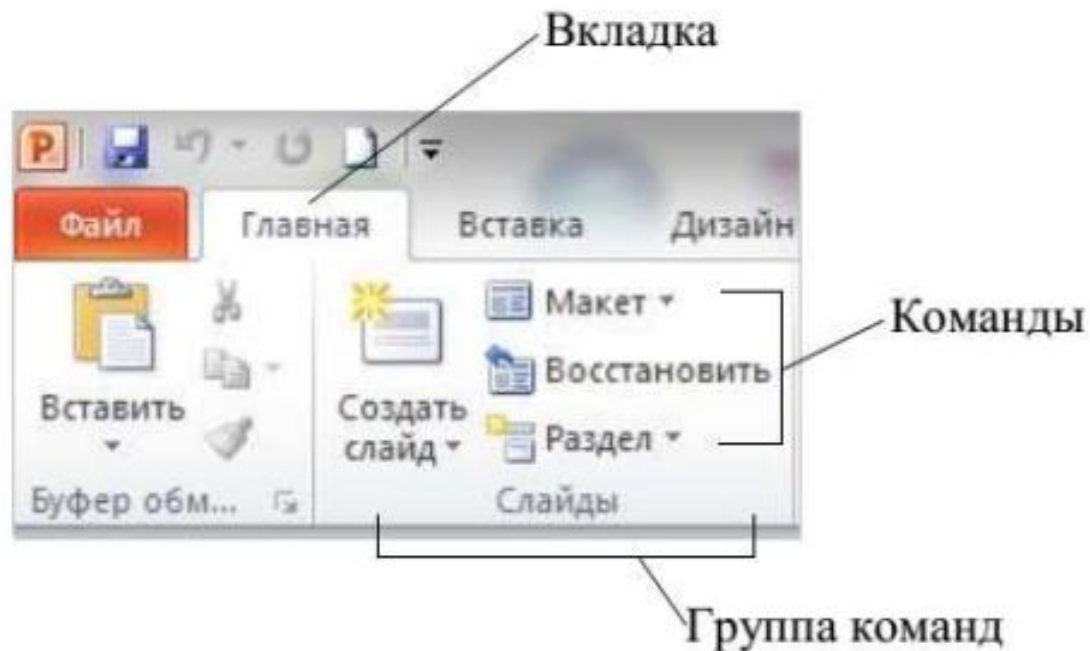 Вкладка
P
Файл Главная Вставка Дизайн
Макет
Команды
Восстановить
Вставить Создать слайд
Раздел
Буфер обм... Слайды
Группа команд